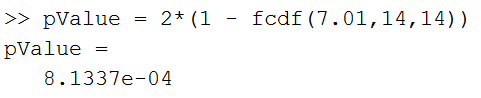 >> pValue = 2*(1 - fcdf(7.01,14,14))
pValue =
8.1337e-04